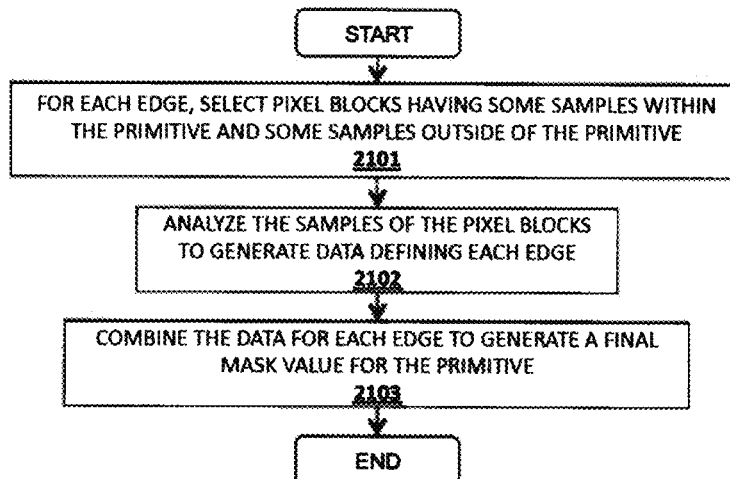 START
FOR EACH EDGE, SELECT PIXEL BLOCKS HAVING SOME SAMPLES WITHIN
THE PRIMITIVE AND SOME SAMPLES OUTSIDE OF THE PRIMITIVE
2101
ANALYZE THE SAMPLES OF THE PIXEL BLOCKS
TO GENERATE DATA DEFINING EACH EDGE
2102
COMBINE THE DATA FOR EACH EDGE TO GENERATE A FINAL
MASK VALUE FOR THE PRIMITIVE
2103
END